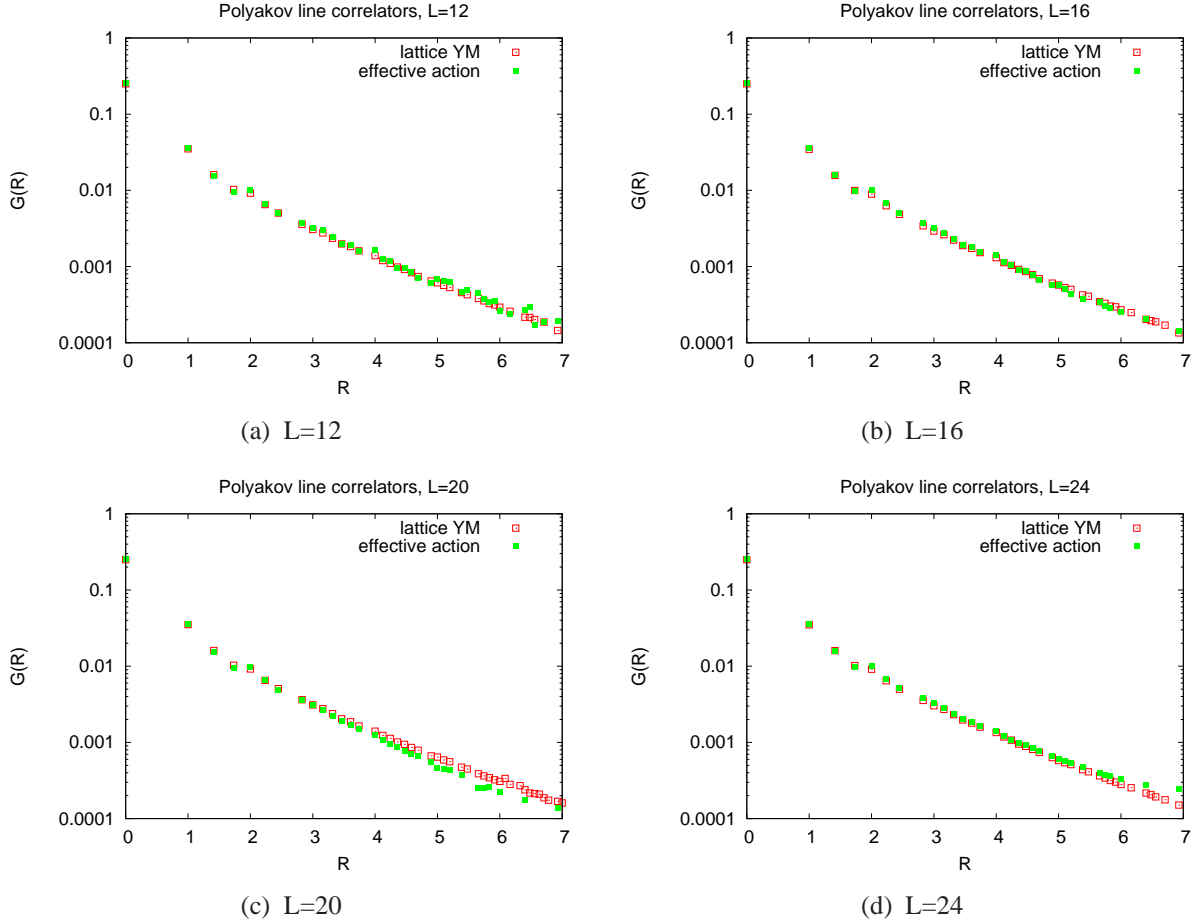 Polyakov line correlators, L=12
lattice YM
effective action
G(R)
1
0.1
0.01
0.001
0.0001
0 1 2 3 4 5 6 7
R
(a) L=12
Polyakov line correlators, L=16
lattice YM
effective action
G(R)
1
0.1
0.01
0.001
0.0001
0 1 2 3 4 5 6 7
R
(b) L=16
Polyakov line correlators, L=20
lattice YM
effective action
G(R)
1
0.1
0.01
0.001
0.0001
0 1 2 3 4 5 6 7
R
(c) L=20
Polyakov line correlators, L=24
lattice YM
effective action
G(R)
1
0.1
0.01
0.001
0.0001
0 1 2 3 4 5 6 7
R
(d) L=24